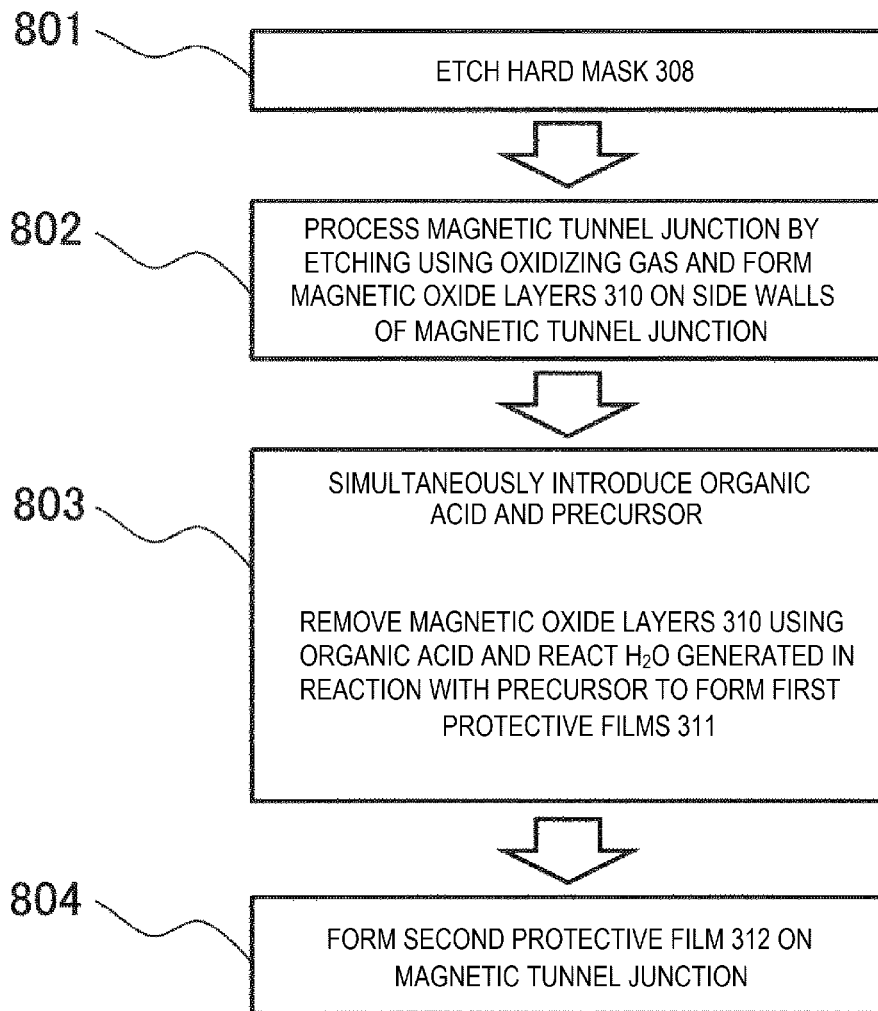 801
ETCH HARD MASK 308
802
PROCESS MAGNETIC TUNNEL JUNCTION BY
ETCHING USING OXIDIZING GAS AND FORM
MAGNETIC OXIDE LAYERS 310 ON SIDE WALLS
OF MAGNETIC TUNNEL JUNCTION
803
SIMULTANEOUSLY INTRODUCE ORGANIC
ACID AND PRECURSOR
REMOVE MAGNETIC OXIDE LAYERS 310 USING
ORGANIC ACID AND REACT H₂O GENERATED IN
REACTION WITH PRECURSOR TO FORM FIRST
PROTECTIVE FILMS 311
804
FORM SECOND PROTECTIVE FILM 312 ON
MAGNETIC TUNNEL JUNCTION